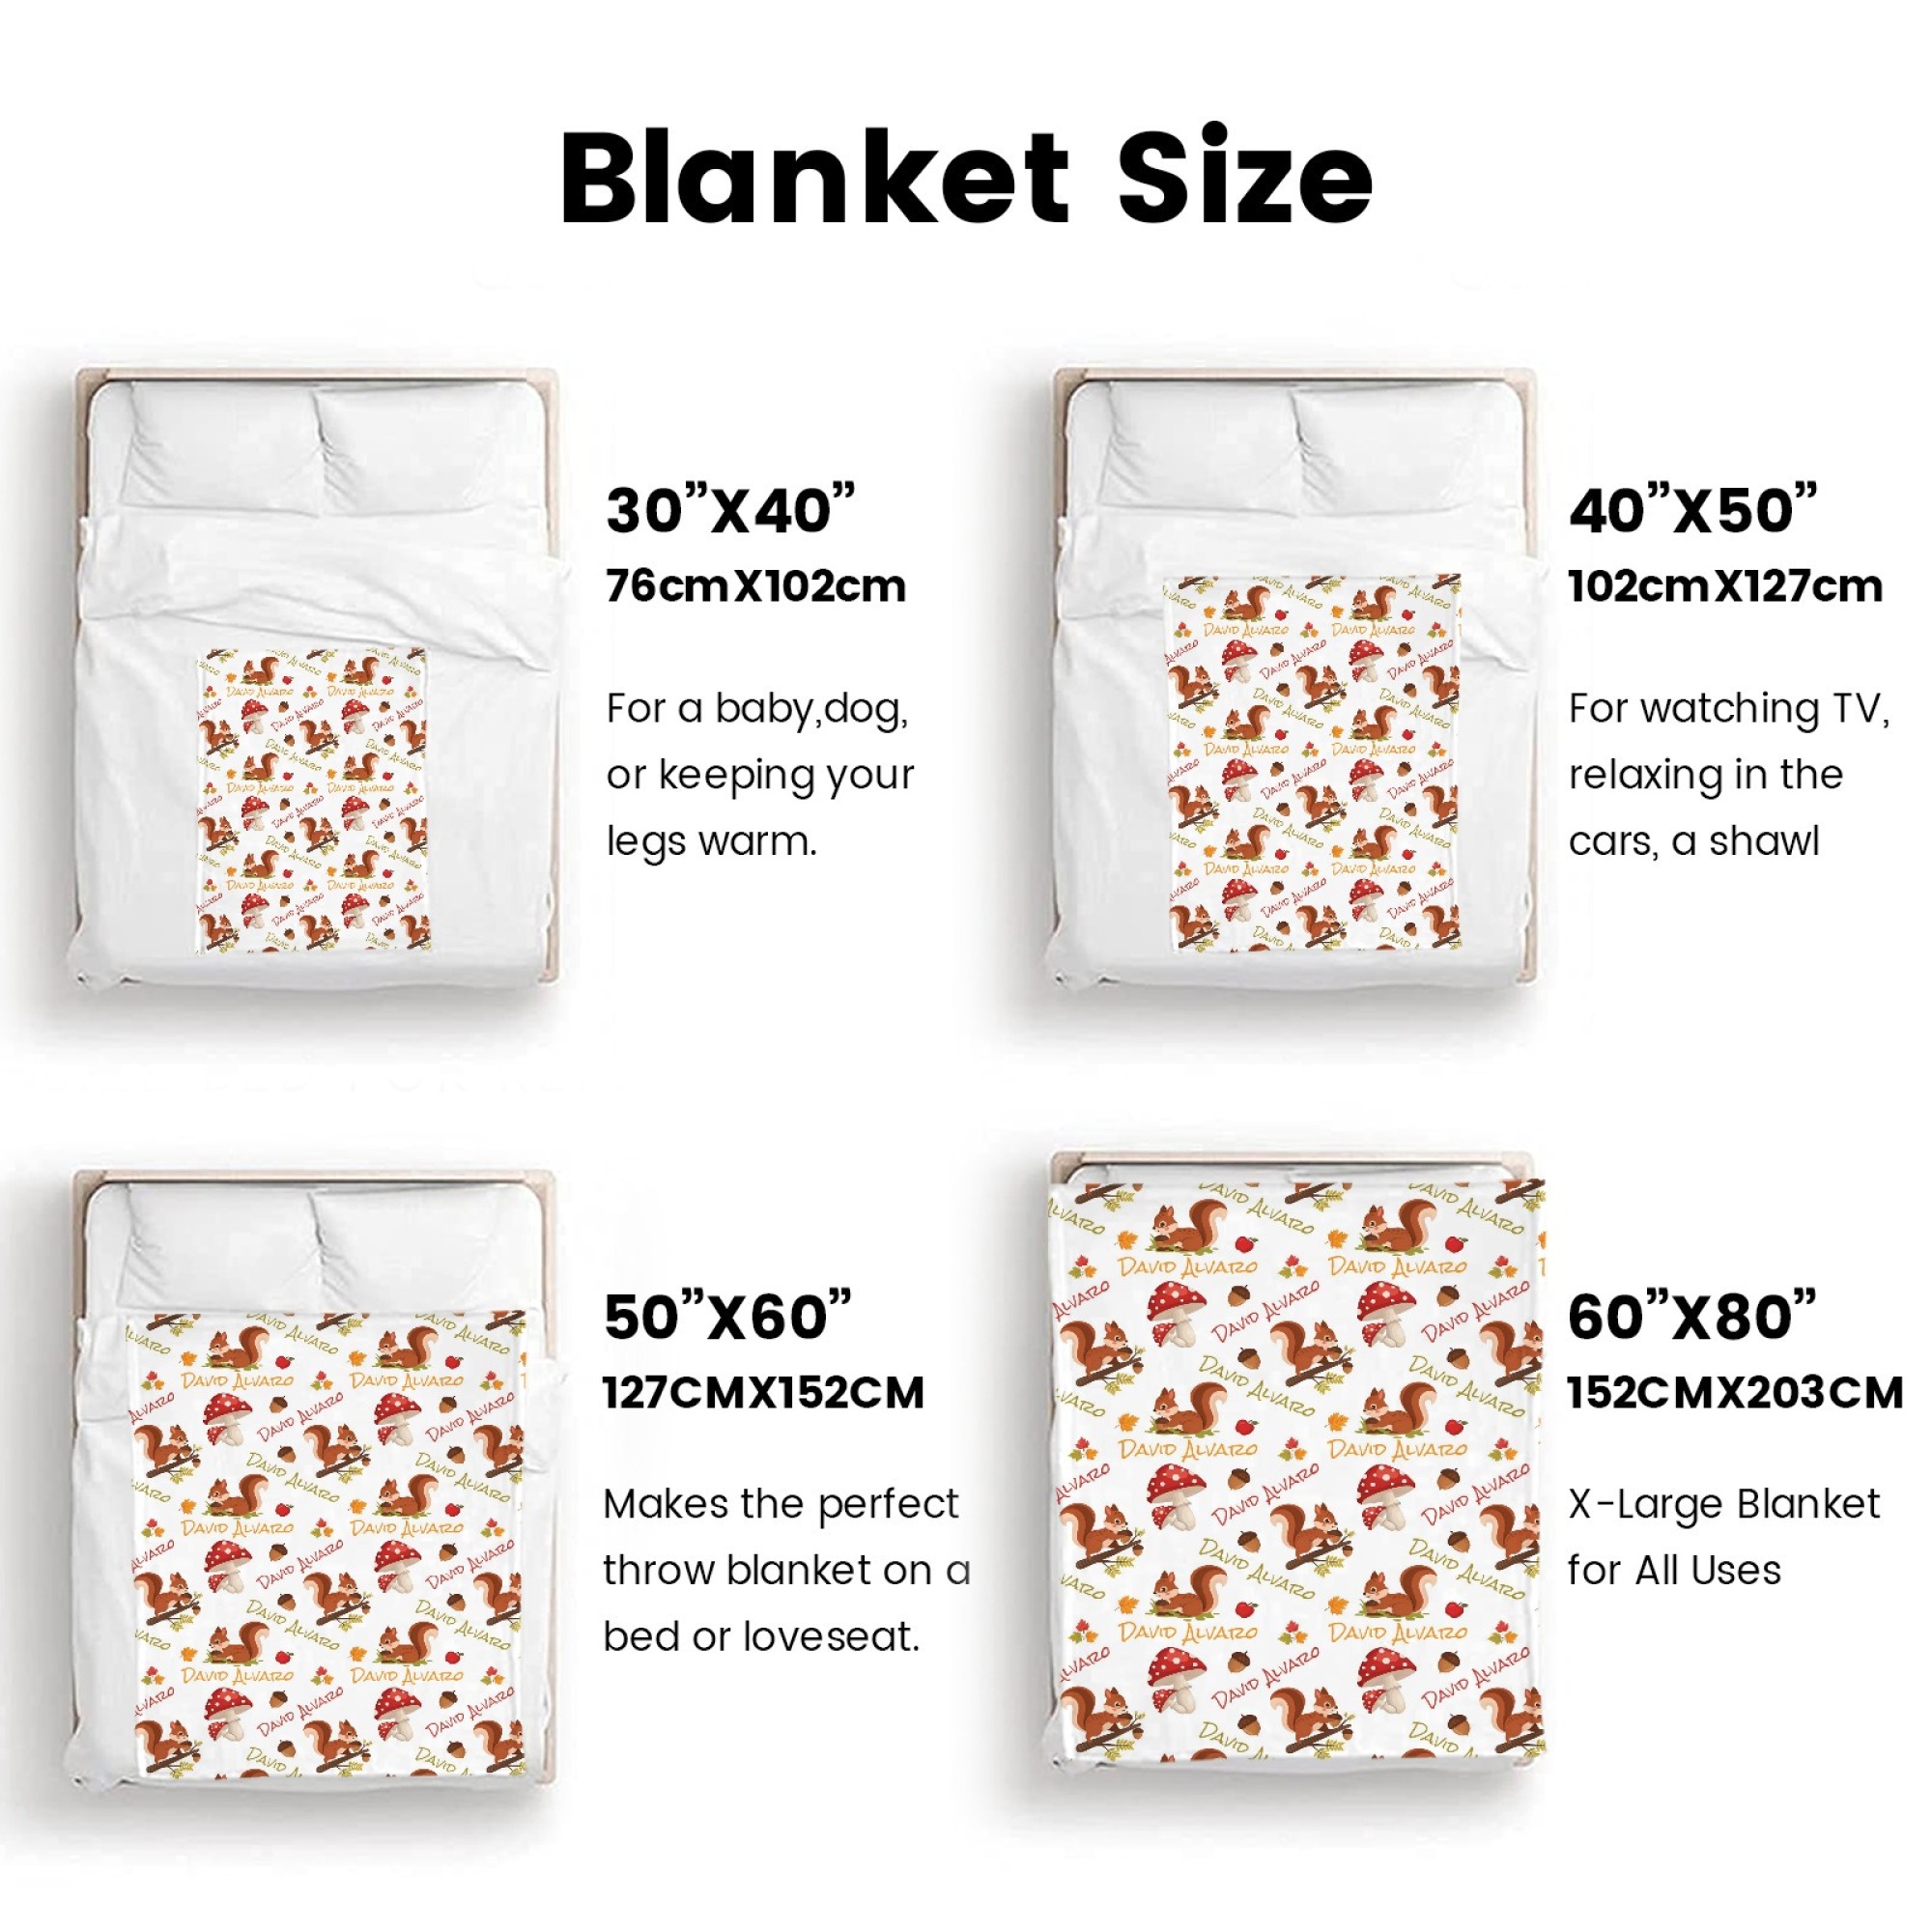 Blanket Size
30”X40”
76cmX102cm
For a baby,dog,
or keeping your
legs warm.
40”X50”
102cmX127cm
For watching TV,
relaxing in the
cars, a shawl
50”X60”
127CMX152CM
Makes the perfect
throw blanket on a
bed or loveseat.
60”X80”
152CMX203CM
X-Large Blanket
for All Uses
David Alvaro